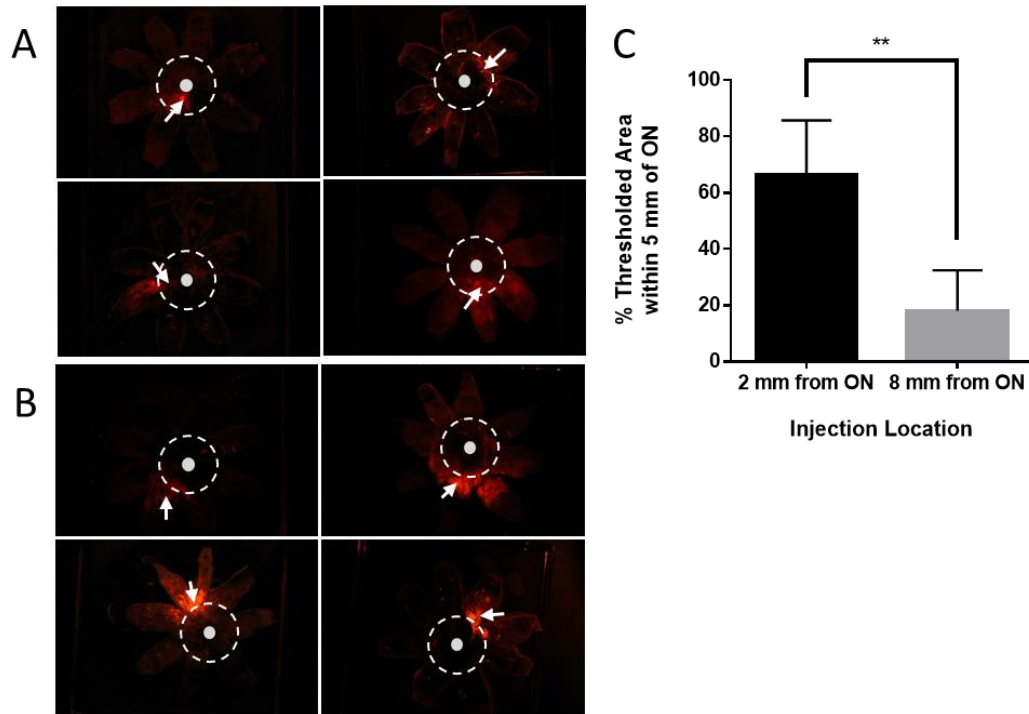 A
B
C
**
% Thresholded Area
within 5 mm of ON
100
80
60
40
20
0
2 mm from ON
8 mm from ON
Injection Location